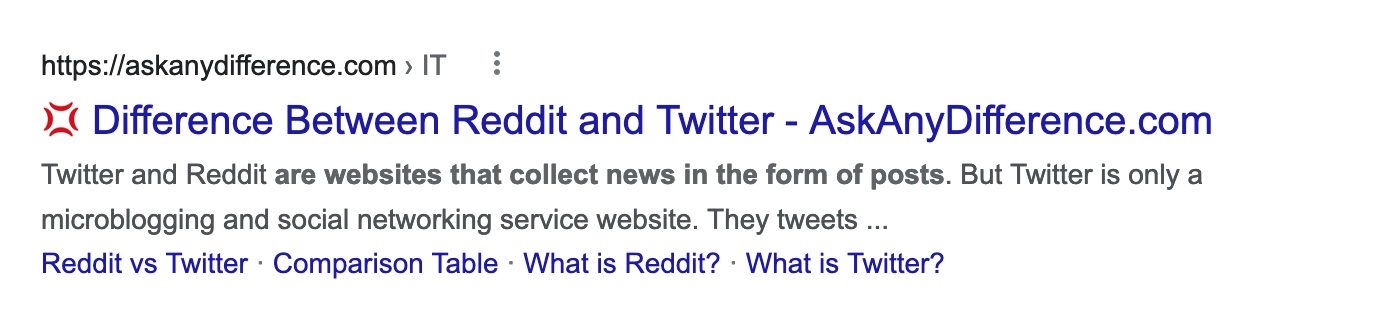 https://askanydifference.com › IT
💢 Difference Between Reddit and Twitter - AskAnyDifference.com
Twitter and Reddit are websites that collect news in the form of posts. But Twitter is only a
microblogging and social networking service website. They tweets ...
Reddit vs Twitter · Comparison Table · What is Reddit? · What is Twitter?